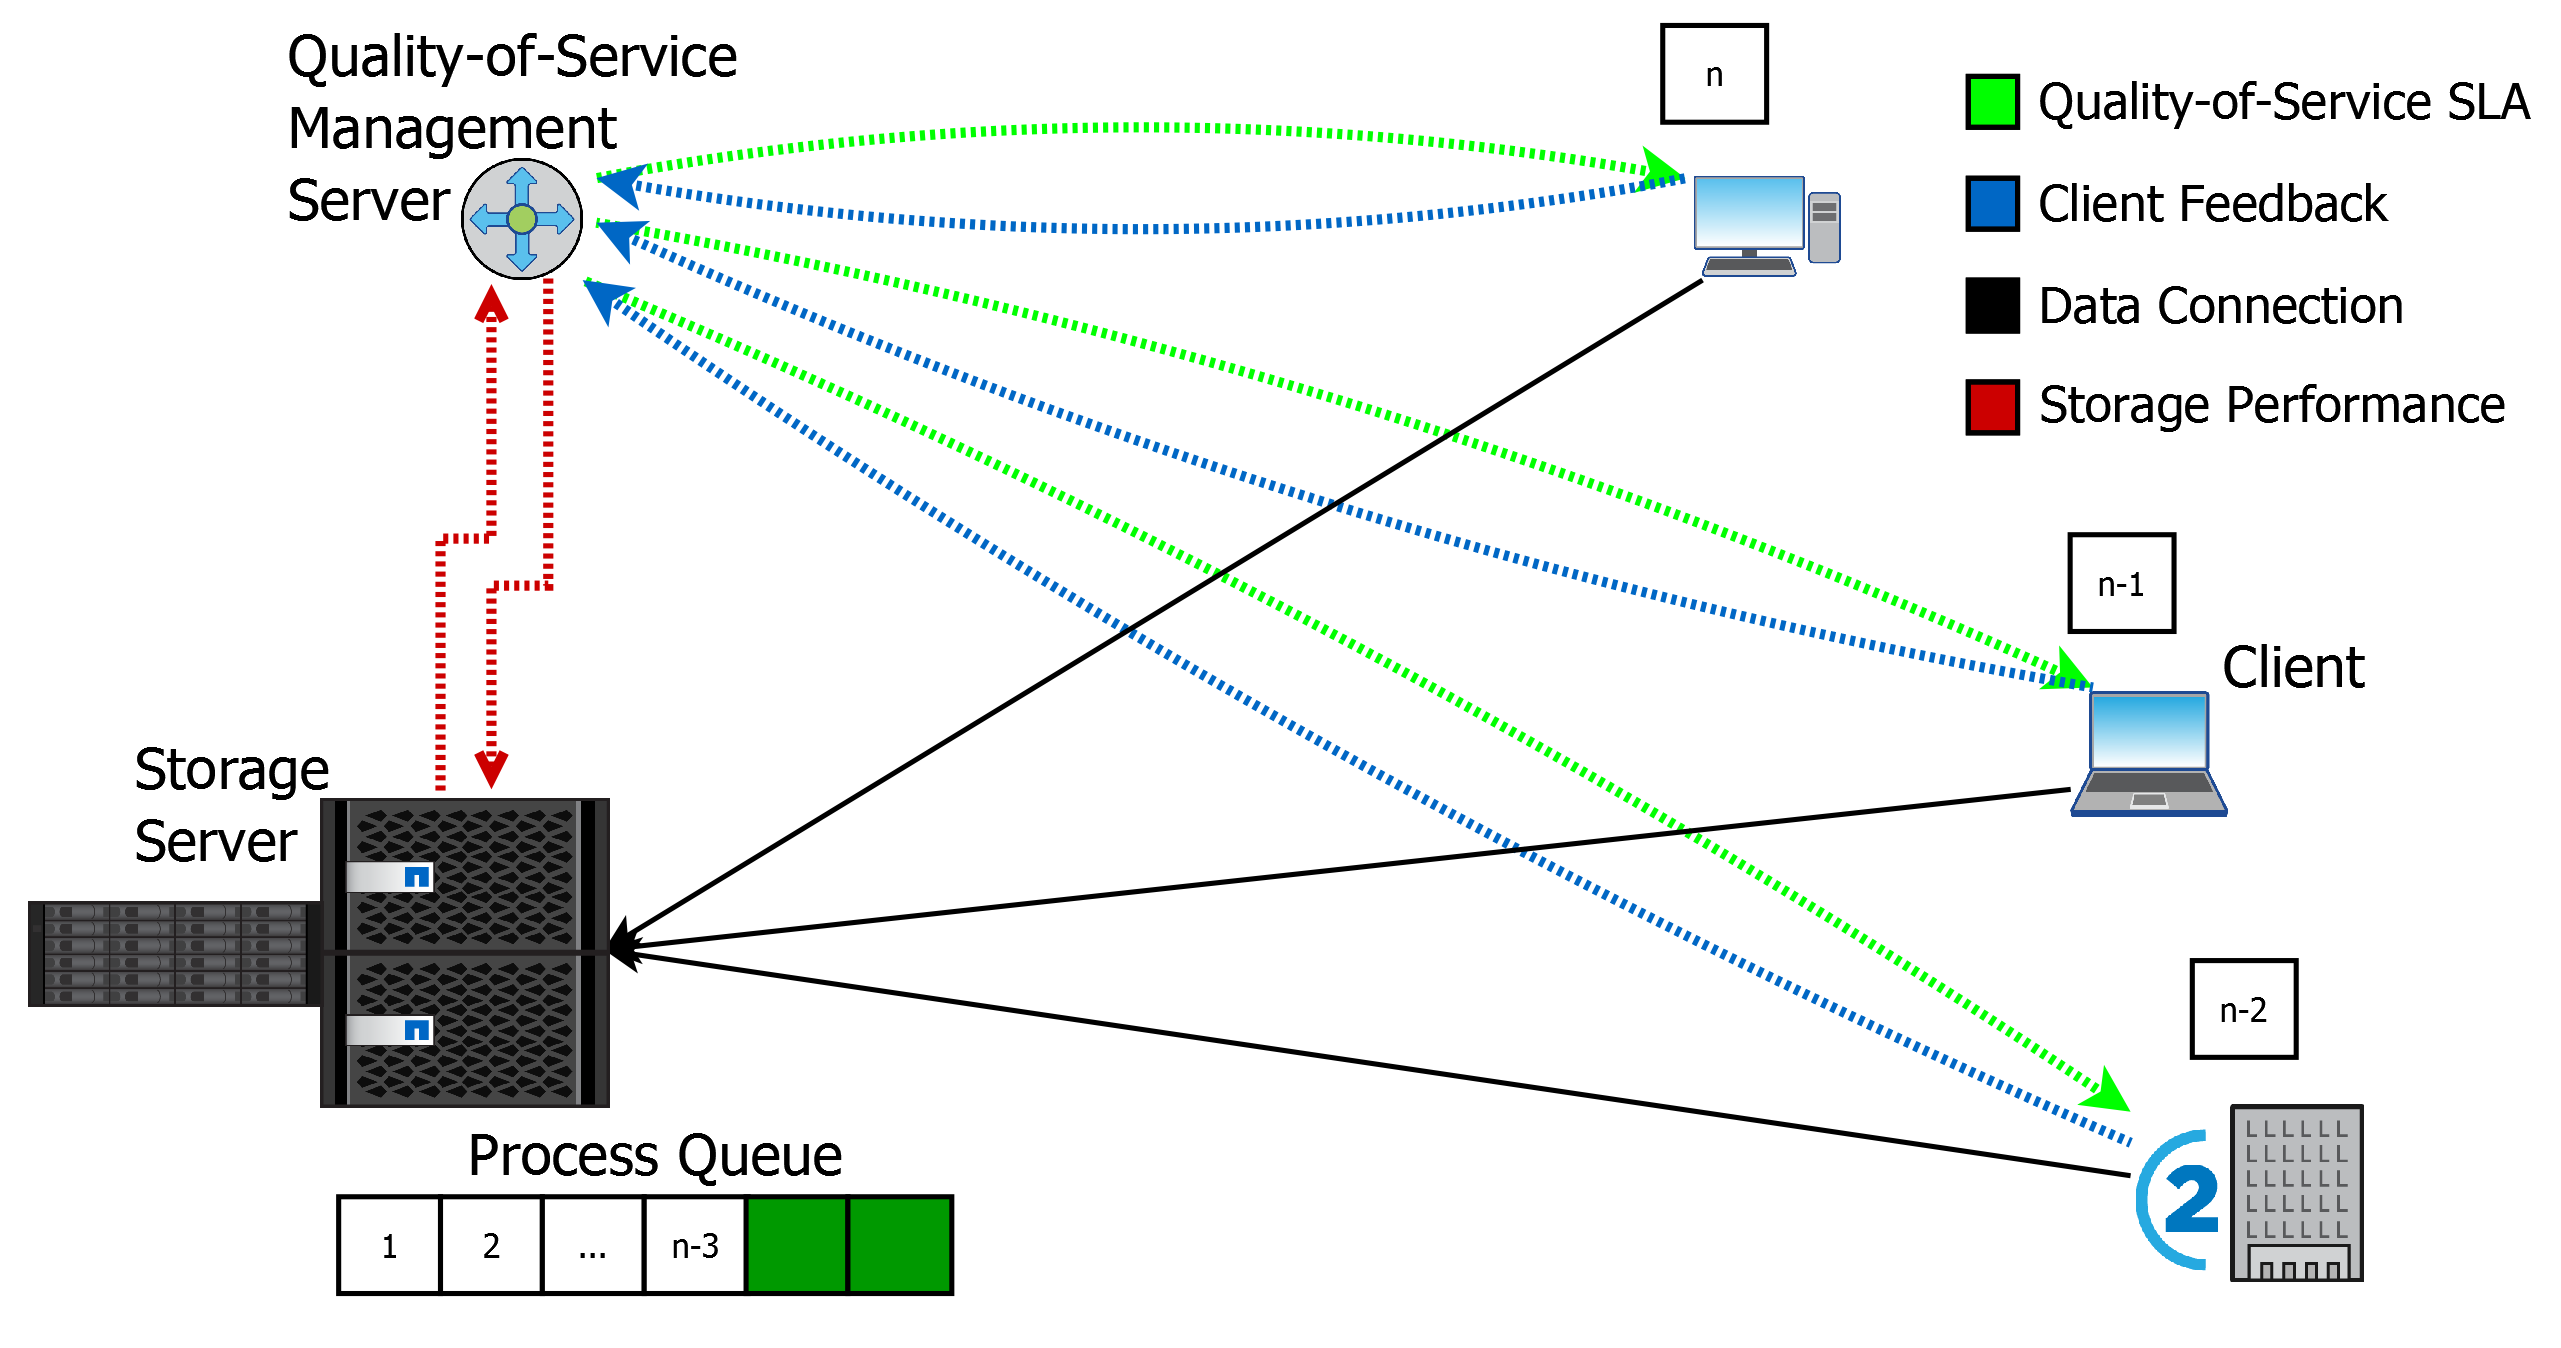 Quality-of-Service
Management
Server
n
Quality-of-Service SLA
Client Feedback
Data Connection
Storage Performance
n-1
Client
Storage
Server
n-2
2
Process Queue
1 2 ... n-3